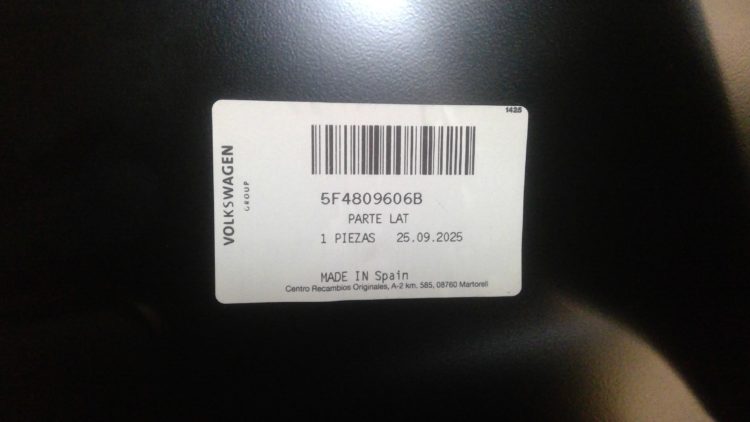 VOLKSWAGEN
GROUP
1425
5F4809606B
PARTE LAT
1 PIEZAS 25.09.2025
MADE IN Spain
Centro Recambios Originales, A-2 km. 585, 08760 Martorell